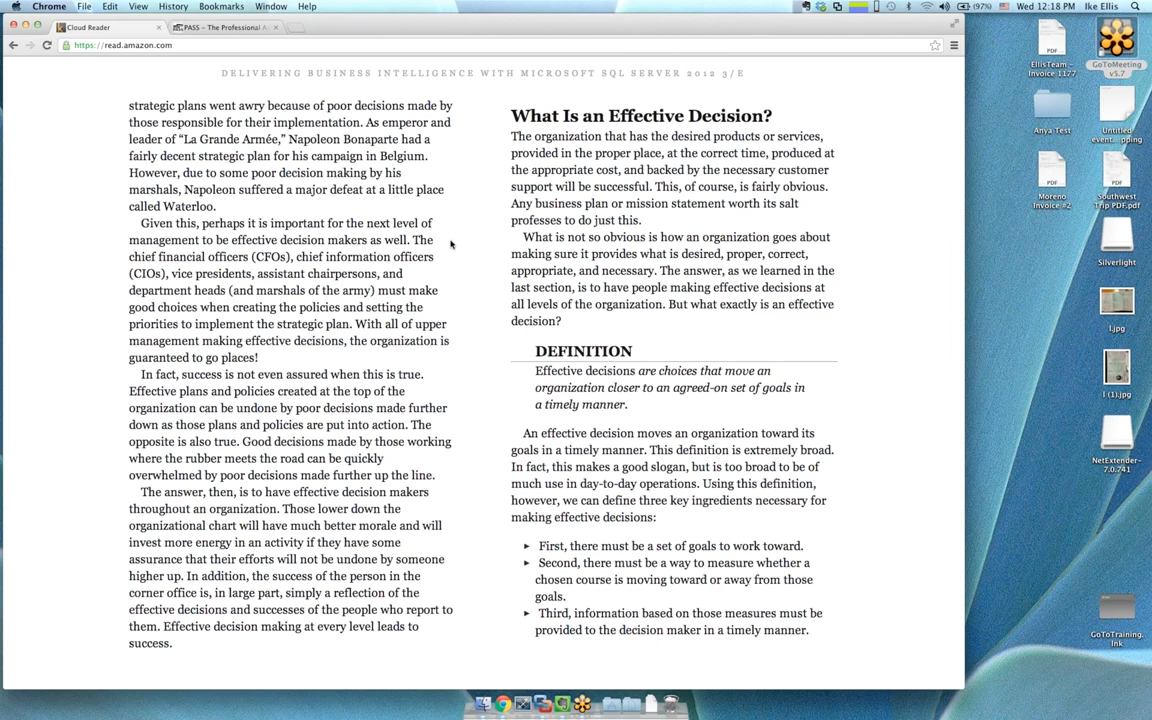 Chrome File Edit View History Bookmarks Window Help
(97%) Wed 12:18 PM Ike Ellis
Cloud Reader
PASS – The Professional A
https://read.amazon.com
DELIVERING BUSINESS INTELLIGENCE WITH MICROSOFT SQL SERVER 2012 3/E
strategic plans went awry because of poor decisions made by
those responsible for their implementation. As emperor and
leader of “La Grande Armée,” Napoleon Bonaparte had a
fairly decent strategic plan for his campaign in Belgium.
However, due to some poor decision making by his
marshals, Napoleon suffered a major defeat at a little place
called Waterloo.
Given this, perhaps it is important for the next level of
management to be effective decision makers as well. The
chief financial officers (CFOs), chief information officers
(CIOs), vice presidents, assistant chairpersons, and
department heads (and marshals of the army) must make
good choices when creating the policies and setting the
priorities to implement the strategic plan. With all of upper
management making effective decisions, the organization is
guaranteed to go places!
In fact, success is not even assured when this is true.
Effective plans and policies created at the top of the
organization can be undone by poor decisions made further
down as those plans and policies are put into action. The
opposite is also true. Good decisions made by those working
where the rubber meets the road can be quickly
overwhelmed by poor decisions made further up the line.
The answer, then, is to have effective decision makers
throughout an organization. Those lower down the
organizational chart will have much better morale and will
invest more energy in an activity if they have some
assurance that their efforts will not be undone by someone
higher up. In addition, the success of the person in the
corner office is, in large part, simply a reflection of the
effective decisions and successes of the people who report to
them. Effective decision making at every level leads to
success.
What Is an Effective Decision?
The organization that has the desired products or services,
provided in the proper place, at the correct time, produced at
the appropriate cost, and backed by the necessary customer
support will be successful. This, of course, is fairly obvious.
Any business plan or mission statement worth its salt
professes to do just this.
What is not so obvious is how an organization goes about
making sure it provides what is desired, proper, correct,
appropriate, and necessary. The answer, as we learned in the
last section, is to have people making effective decisions at
all levels of the organization. But what exactly is an effective
decision?
DEFINITION
Effective decisions are choices that move an
organization closer to an agreed-on set of goals in
a timely manner.
An effective decision moves an organization toward its
goals in a timely manner. This definition is extremely broad.
In fact, this makes a good slogan, but is too broad to be of
much use in day-to-day operations. Using this definition,
however, we can define three key ingredients necessary for
making effective decisions:
► First, there must be a set of goals to work toward.
► Second, there must be a way to measure whether a
chosen course is moving toward or away from those
goals.
► Third, information based on those measures must be
provided to the decision maker in a timely manner.
EllisTeam –
Invoice 1177
GoToMeeting
v5.7
Anya Test
Untitled
event...pping
Moreno
Invoice #2
Southwest
Trip PDF.pdf
Silverlight
l.jpg
l (1).jpg
NetExtender-
7.0.741
GoToTraining.
lnk